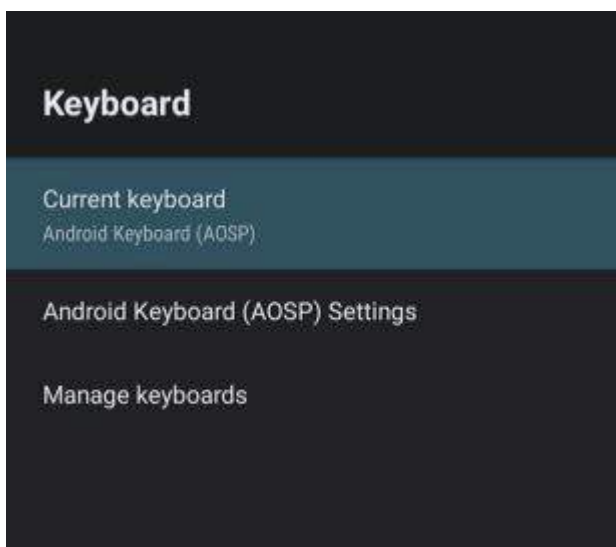 Keyboard
Current keyboard
Android Keyboard (AOSP)
Android Keyboard (AOSP) Settings
Manage keyboards